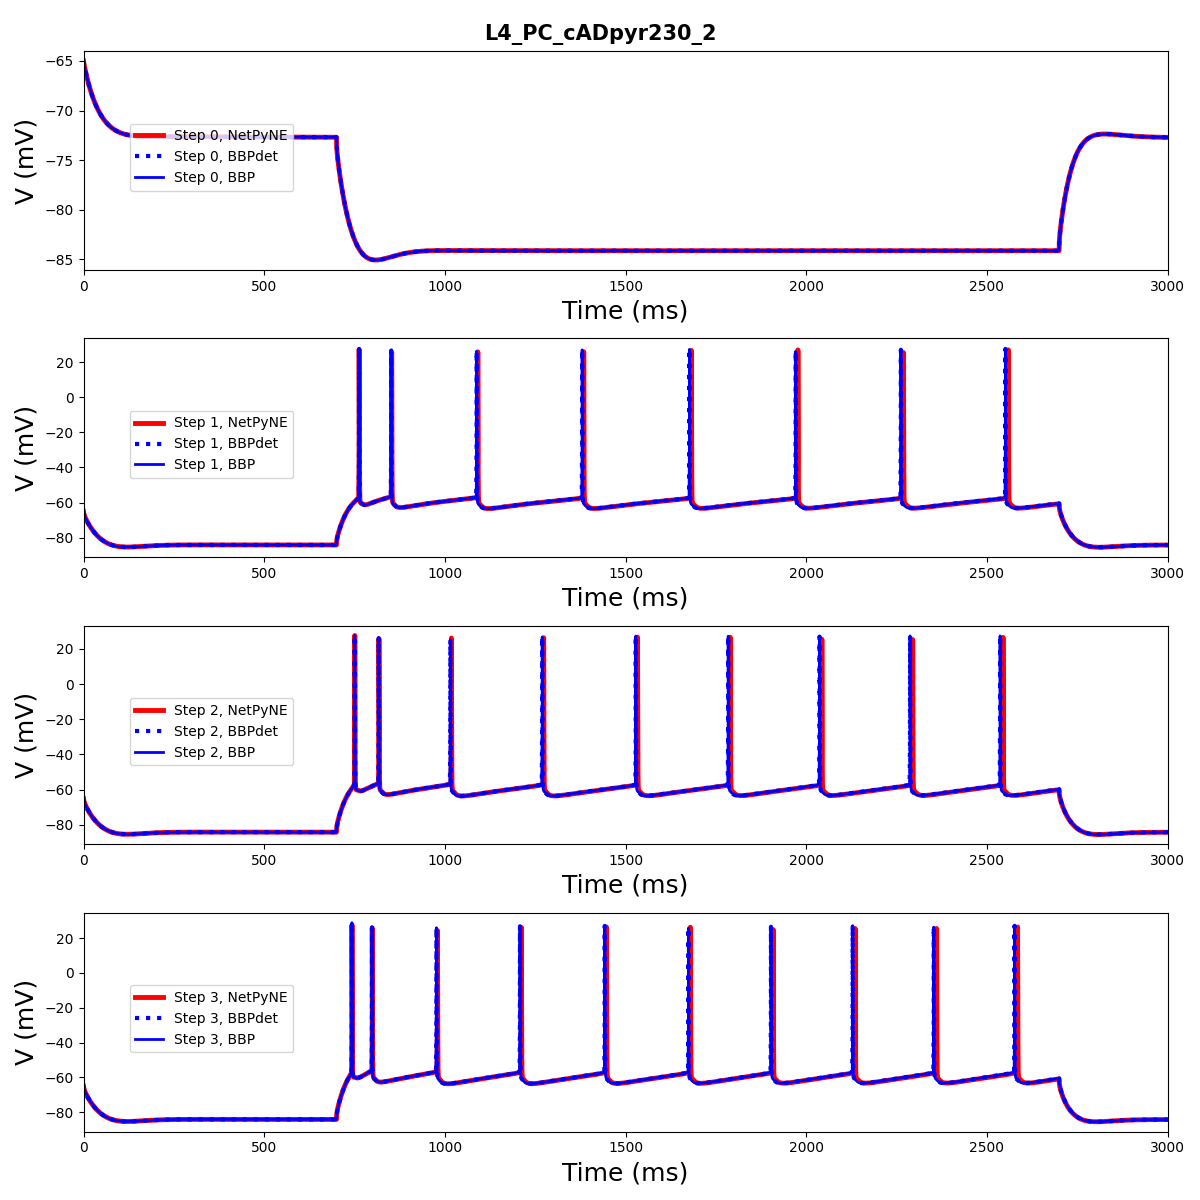 L4_PC_cADpyr230_2
−65
−70
−75
−80
−85
V (mV)
Step 0, NetPyNE
Step 0, BBPdet
Step 0, BBP
0 500 1000 1500 2000 2500 3000
Time (ms)
20
0
−20
−40
−60
−80
V (mV)
Step 1, NetPyNE
Step 1, BBPdet
Step 1, BBP
0 500 1000 1500 2000 2500 3000
Time (ms)
20
0
−20
−40
−60
−80
V (mV)
Step 2, NetPyNE
Step 2, BBPdet
Step 2, BBP
0 500 1000 1500 2000 2500 3000
Time (ms)
20
0
−20
−40
−60
−80
V (mV)
Step 3, NetPyNE
Step 3, BBPdet
Step 3, BBP
0 500 1000 1500 2000 2500 3000
Time (ms)